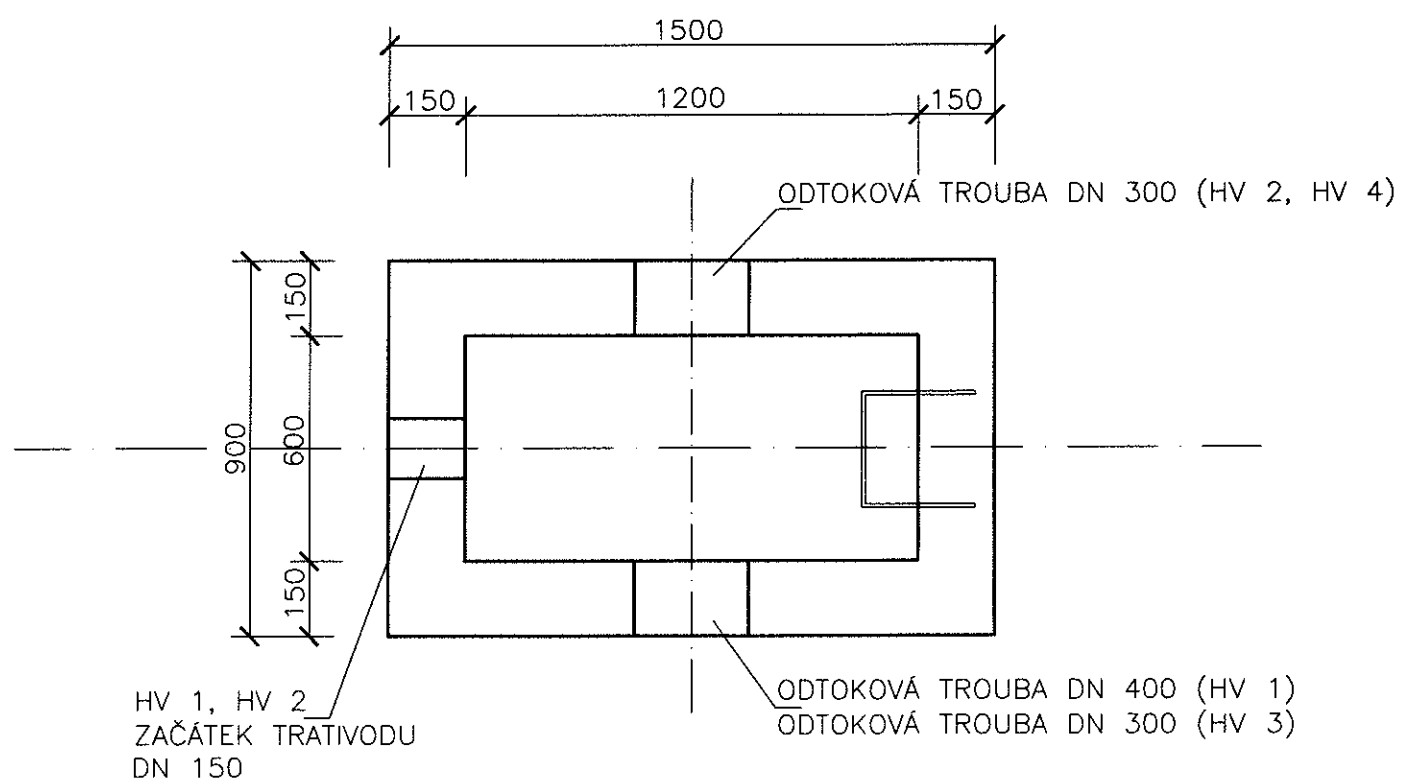 1500
150
1200
150
ODTOKOVÁ TROUBA DN 300 (HV 2, HV 4)
150
900
600
150
HV 1, HV 2
ZAČÁTEK TRATIVODU
DN 150
ODTOKOVÁ TROUBA DN 400 (HV 1)
ODTOKOVÁ TROUBA DN 300 (HV 3)